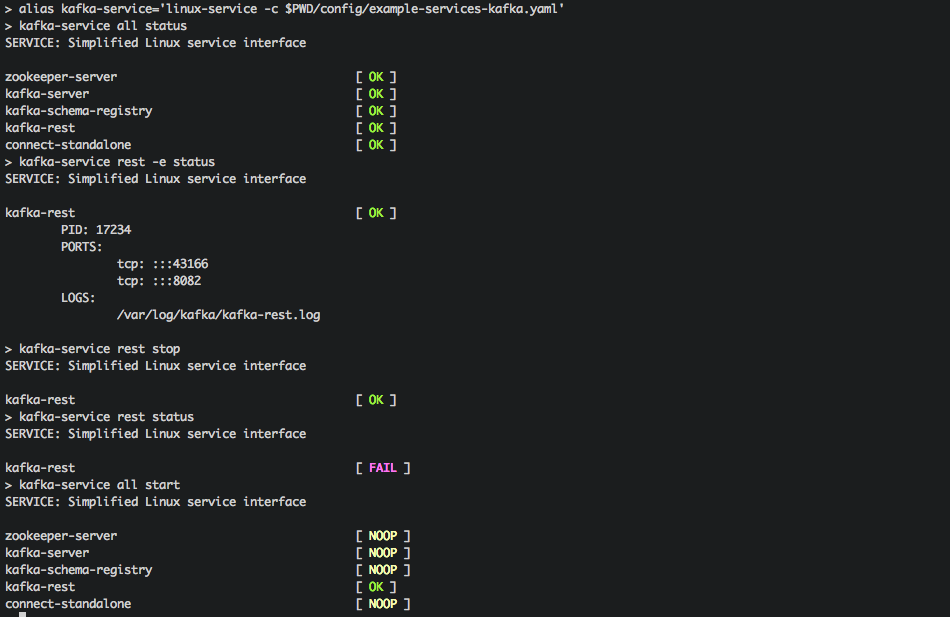 > alias kafka-service='linux-service -c $PWD/config/example-services-kafka.yaml'
> kafka-service all status
SERVICE: Simplified Linux service interface
zookeeper-server [ OK ]
kafka-server [ OK ]
kafka-schema-registry [ OK ]
kafka-rest [ OK ]
connect-standalone [ OK ]
> kafka-service rest -e status
SERVICE: Simplified Linux service interface
kafka-rest [ OK ]
PID: 17234
PORTS:
tcp: :::43166
tcp: :::8082
LOGS:
/var/log/kafka/kafka-rest.log
> kafka-service rest stop
SERVICE: Simplified Linux service interface
kafka-rest [ OK ]
> kafka-service rest status
SERVICE: Simplified Linux service interface
kafka-rest [ FAIL ]
> kafka-service all start
SERVICE: Simplified Linux service interface
zookeeper-server [ NOOP ]
kafka-server [ NOOP ]
kafka-schema-registry [ NOOP ]
kafka-rest [ OK ]
connect-standalone [ NOOP ]